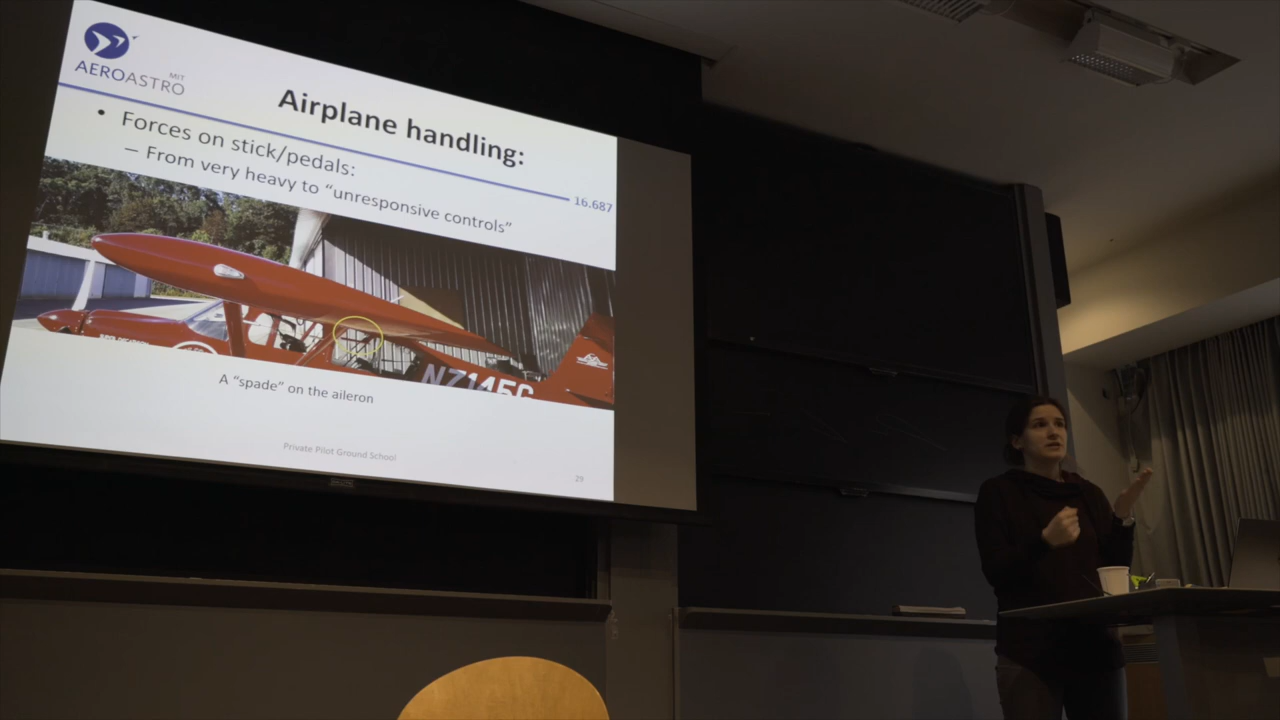 MIT
AEROASTRO
Airplane handling:
• Forces on stick/pedals:
– From very heavy to “unresponsive controls”
16.687
N7145C
A “spade” on the aileron
Private Pilot Ground School
29